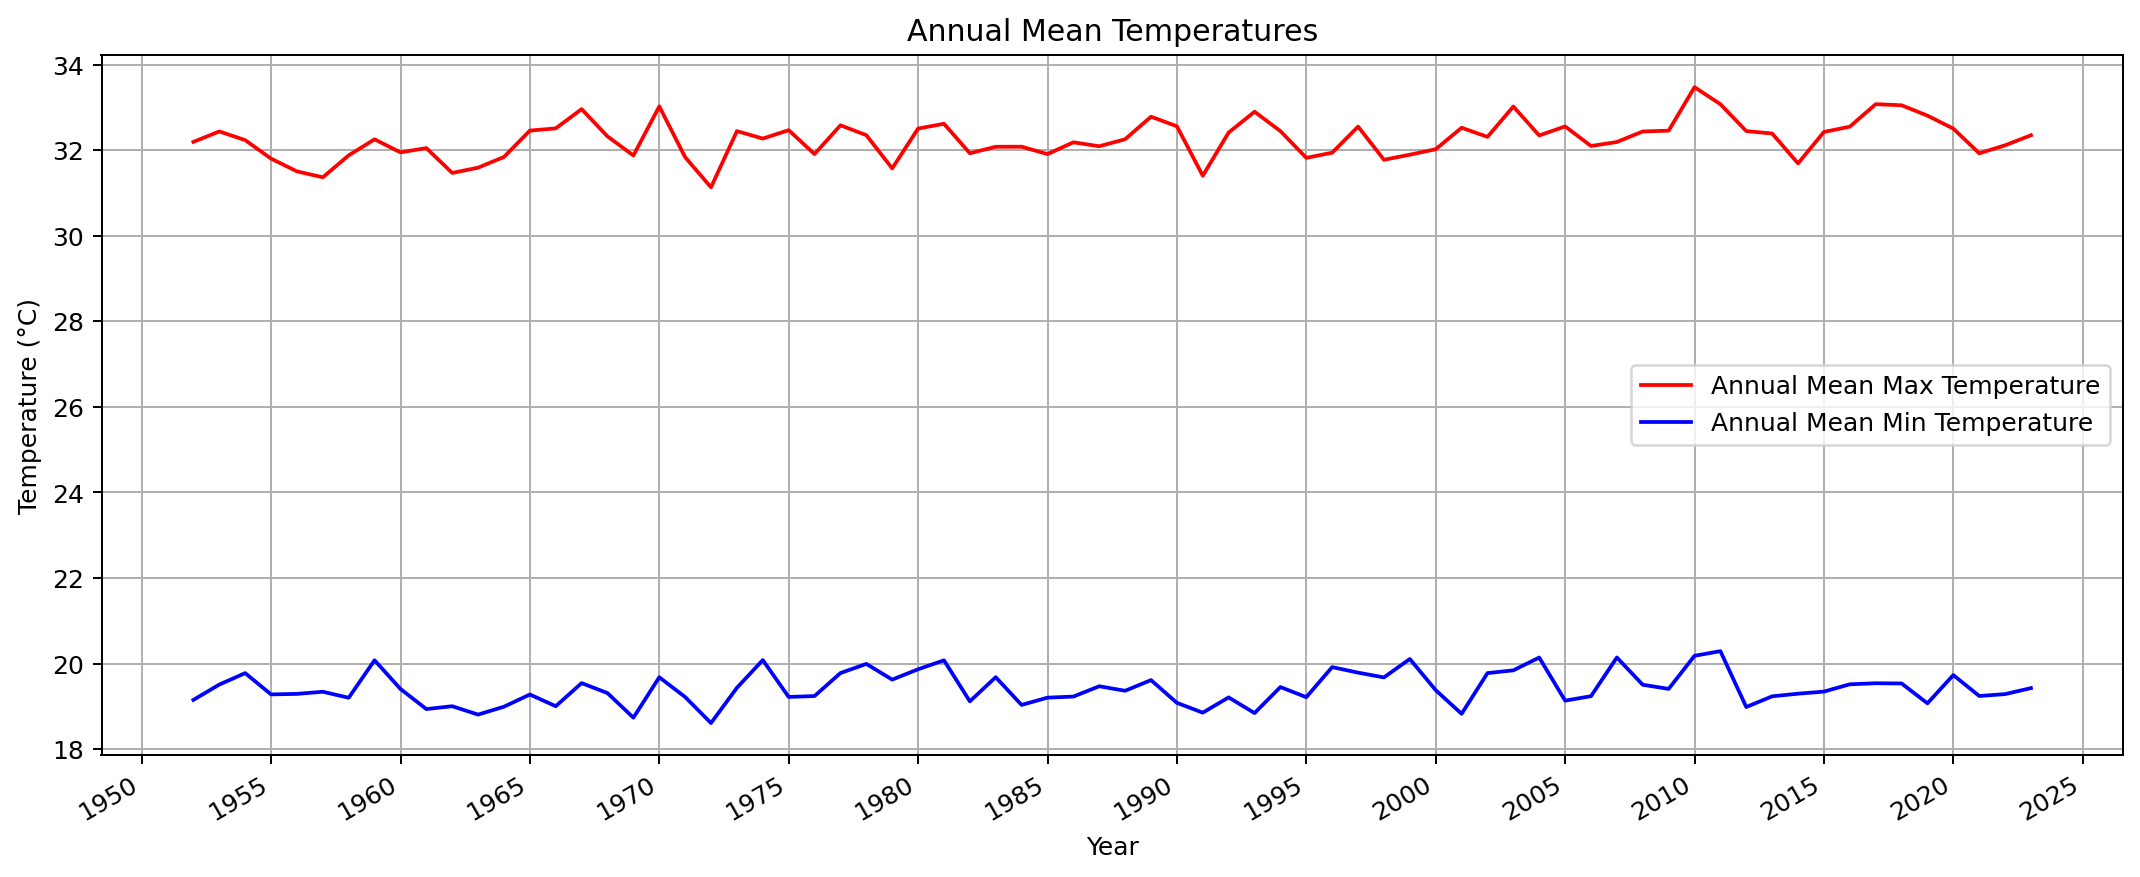 Annual Mean Temperatures
34
32
30
28
26
24
22
20
18
Temperature (°C)
Annual Mean Max Temperature
Annual Mean Min Temperature
1950 1955 1960 1965 1970 1975 1980 1985 1990 1995 2000 2005 2010 2015 2020 2025
Year